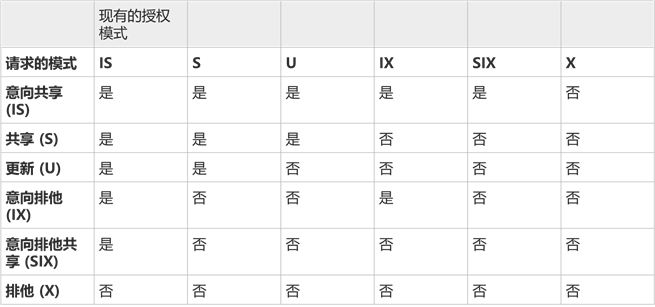 现有的授权
模式
请求的模式 IS S U IX SIX X
意向共享 是 是 是 是 是 否
(IS)
共享 (S) 是 是 是 否 否 否
更新 (U) 是 是 否 否 否 否
意向排他 是 否 否 是 否 否
(IX)
意向排他共 是 否 否 否 否 否
享 (SIX)
排他 (X) 否 否 否 否 否 否